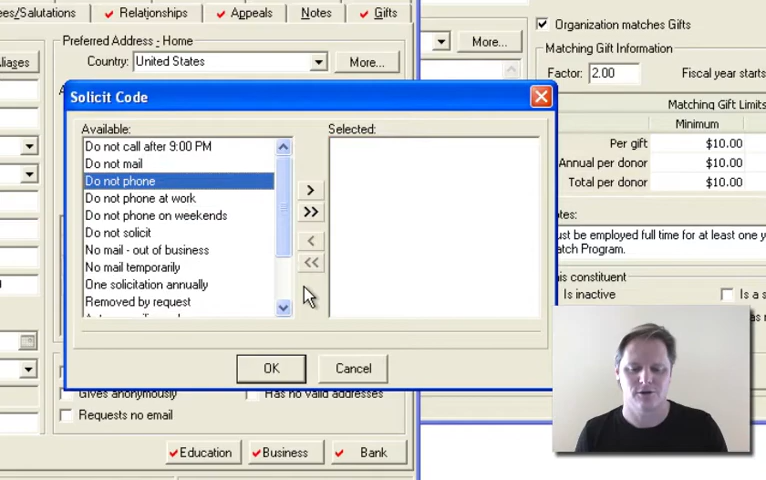 ees/Salutations ✓ Relationships ✓ Appeals Notes ✓ Gifts
Organization matches Gifts
Preferred Address - Home
More...
Matching Gift Information
Aliases
Country: United States
More...
Factor: 2.00
Fiscal year starts
Solicit Code
Matching Gift Limits
Minimum
Available:
Selected:
Do not call after 9:00 PM
Per gift
$10.00
Do not mail
Annual per donor
$10.00
Do not phone
>
Total per donor
$10.00
Do not phone at work
>>
Do not phone on weekends
otes:
Do not solicit
<
ust be employed full time for at least one y
No mail - out of business
atch Program.
No mail temporarily
<<
One solicitation annually
his constituent
Removed by request
Is inactive
Is a s
OK
Cancel
Gives anonymously
Has no valid addresses
Requests no email
✓ Education
✓ Business
✓ Bank